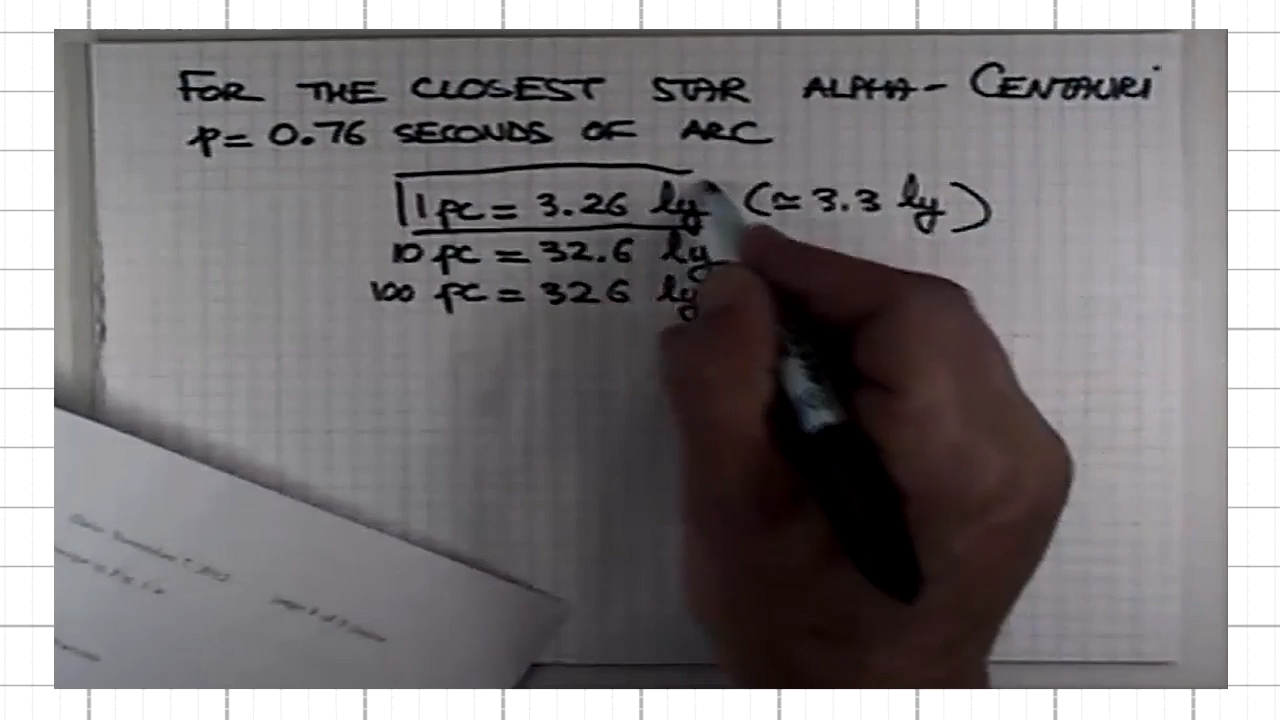 FOR THE CLOSEST STAR ALPHA- CENTAURI
p= 0.76 SECONDS OF ARC
1 pc = 3.26 ly (≃ 3.3 ly)
10 pc = 32.6 ly
100 pc = 326 ly